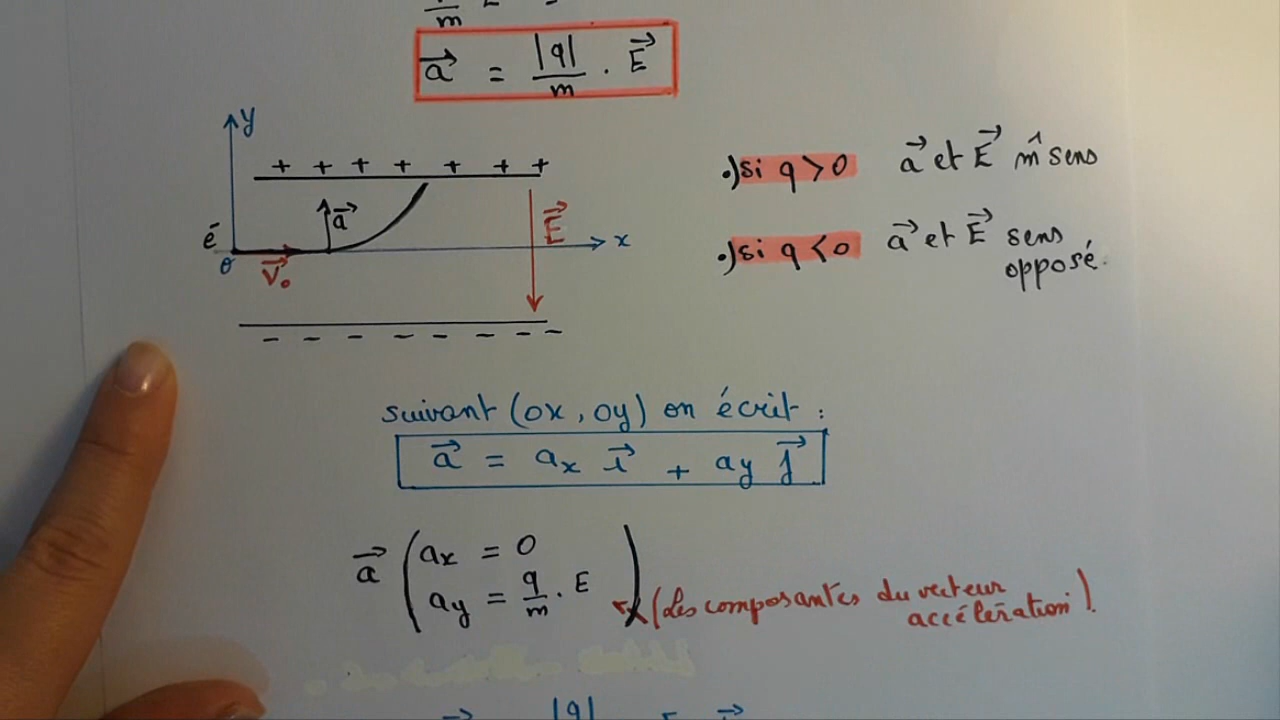 m
a⃗ = |q|/m . E⃗
y
+ + + + + + +
.) si q > 0 a⃗ et E⃗ m̂ sens
a⃗
E⃗
ē
x
.) si q < 0 a⃗ et E⃗ sens
opposé.
0
V⃗₀
- - - - - - - -
suivant (ox, oy) on écrit :
a⃗ = ax i⃗ + ay j⃗
a⃗ ( ax = 0
ay = q/m . E )
(Les composantes du vecteur
accélération).
|q|